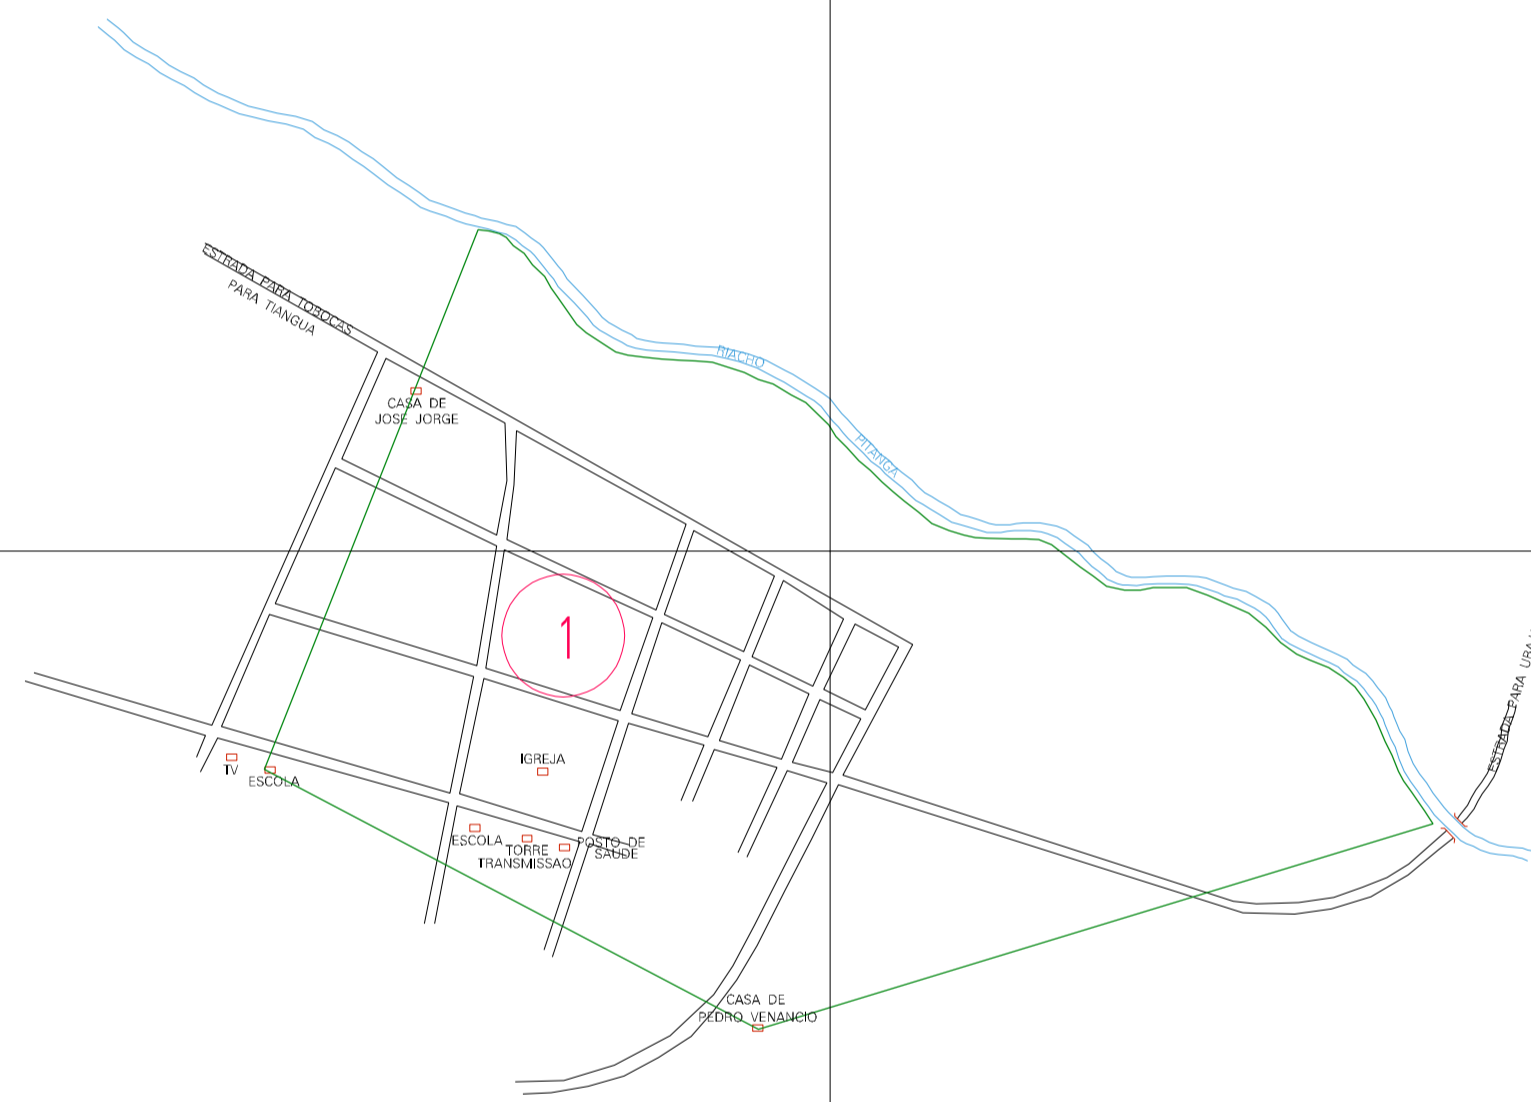 ESTRADA PARA TOBOCAS
PARA TIANGUA
RIACHO
CASA DE
JOSE JORGE
PITANGA
1
ESTRADA PARA
TV
ESCOLA
IGREJA
ESCOLA
TORRE
TRANSMISSAO
POSTO DE
SAUDE
CASA DE
PEDRO VENANCIO